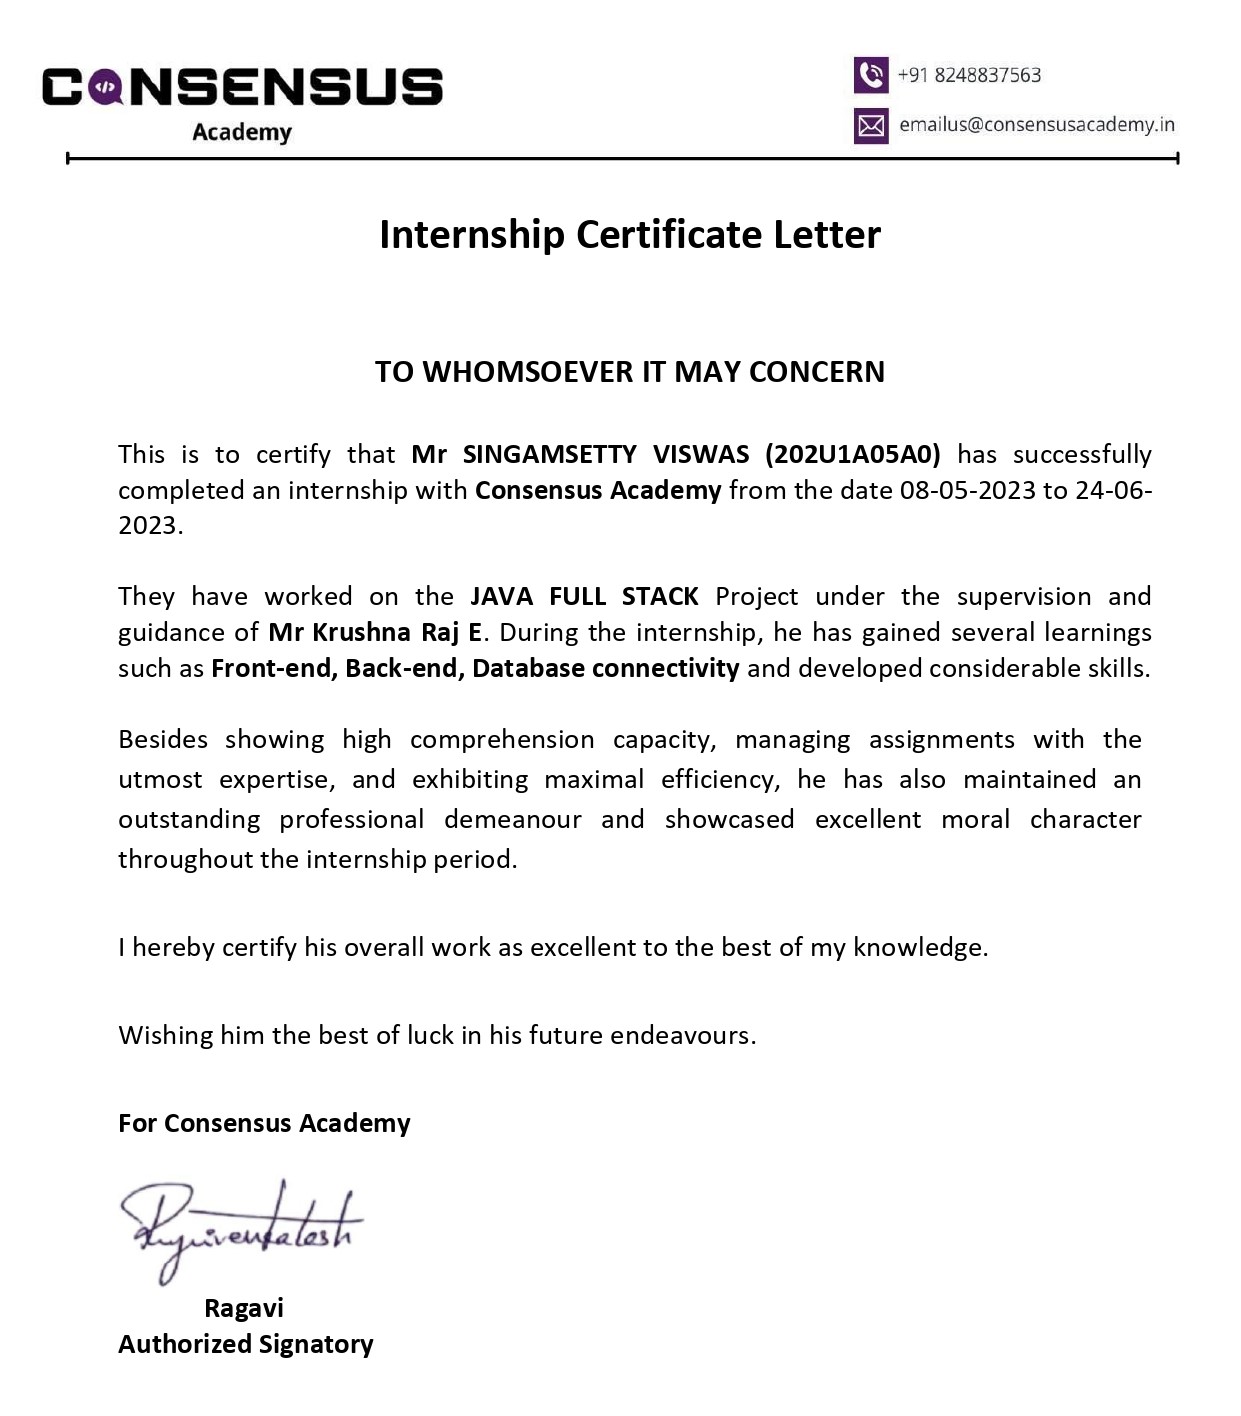 CONSENSUS
Academy
+91 8248837563
emailus@consensusacademy.in
Internship Certificate Letter
TO WHOMSOEVER IT MAY CONCERN
This is to certify that Mr SINGAMSETTY VISWAS (202U1A05A0) has successfully
completed an internship with Consensus Academy from the date 08-05-2023 to 24-06-
2023.
They have worked on the JAVA FULL STACK Project under the supervision and
guidance of Mr Krushna Raj E. During the internship, he has gained several learnings
such as Front-end, Back-end, Database connectivity and developed considerable skills.
Besides showing high comprehension capacity, managing assignments with the
utmost expertise, and exhibiting maximal efficiency, he has also maintained an
outstanding professional demeanour and showcased excellent moral character
throughout the internship period.
I hereby certify his overall work as excellent to the best of my knowledge.
Wishing him the best of luck in his future endeavours.
For Consensus Academy
Ragavi
Authorized Signatory